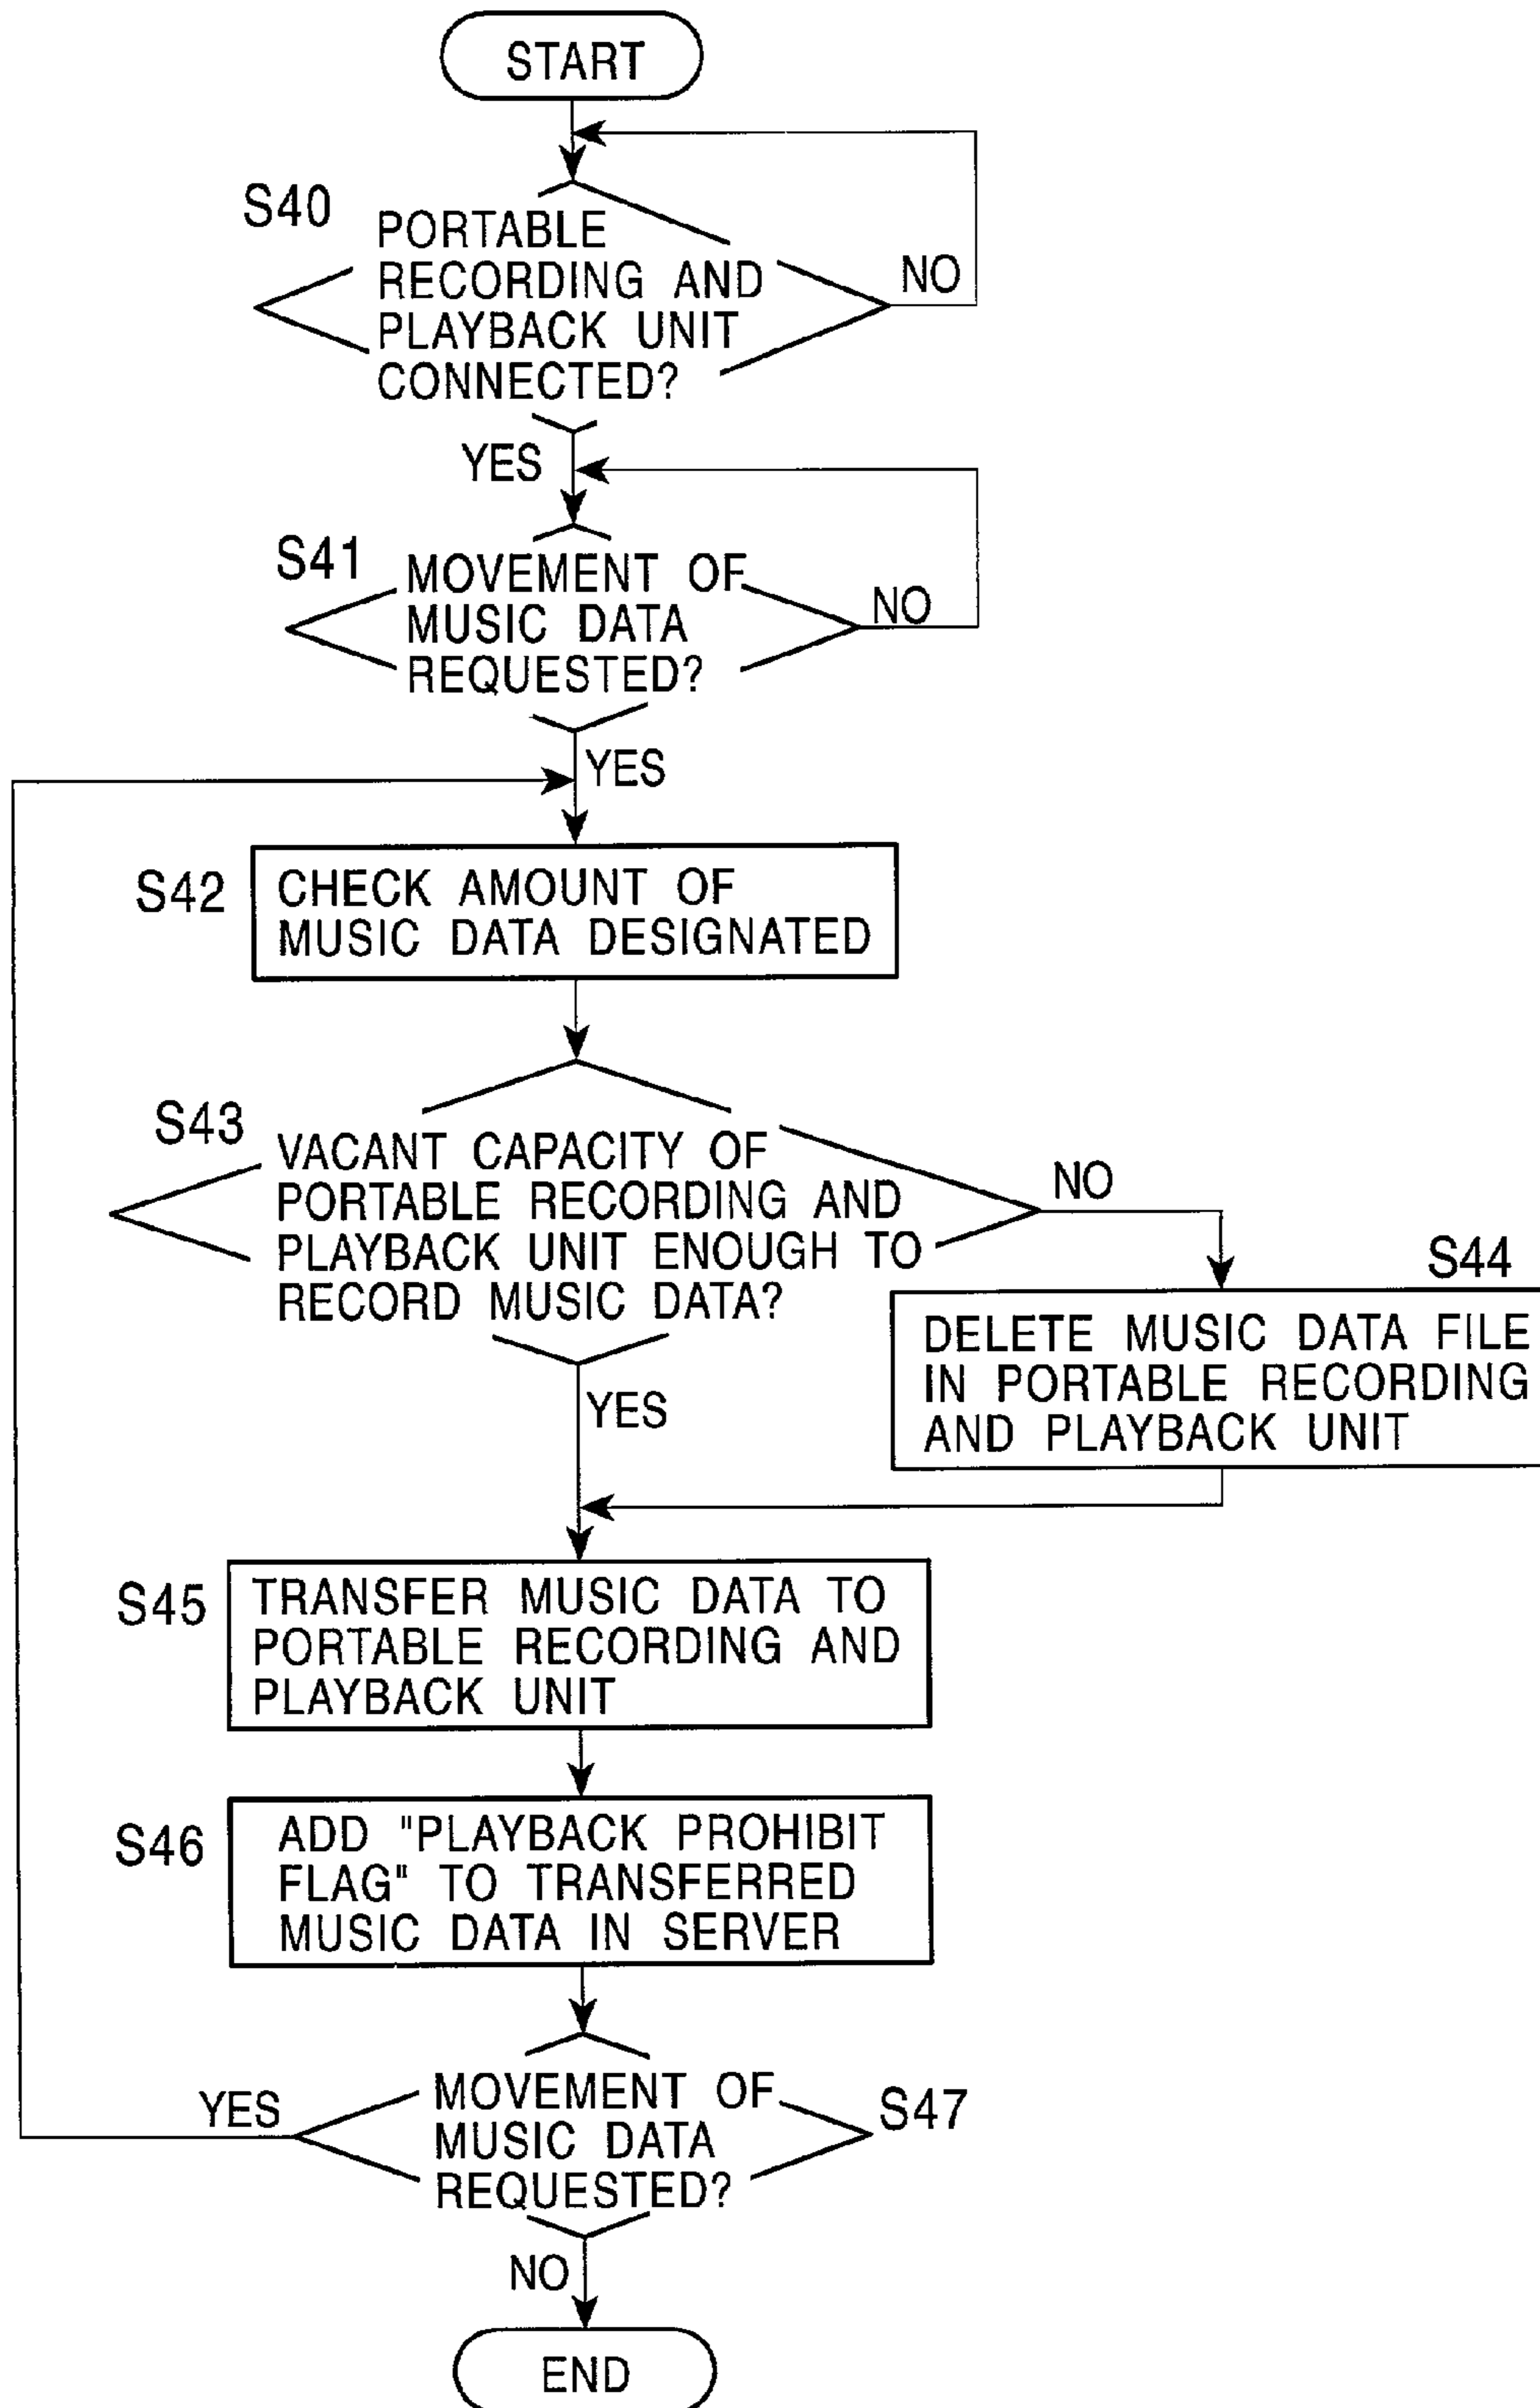 START
S40
PORTABLE
RECORDING AND
PLAYBACK UNIT
CONNECTED?
NO
YES
S41
MOVEMENT OF
MUSIC DATA
REQUESTED?
NO
YES
S42
CHECK AMOUNT OF
MUSIC DATA DESIGNATED
S43
VACANT CAPACITY OF
PORTABLE RECORDING AND
PLAYBACK UNIT ENOUGH TO
RECORD MUSIC DATA?
NO
YES
S44
DELETE MUSIC DATA FILE
IN PORTABLE RECORDING
AND PLAYBACK UNIT
S45
TRANSFER MUSIC DATA TO
PORTABLE RECORDING AND
PLAYBACK UNIT
S46
ADD "PLAYBACK PROHIBIT
FLAG" TO TRANSFERRED
MUSIC DATA IN SERVER
S47
MOVEMENT OF
MUSIC DATA
REQUESTED?
YES
NO
END